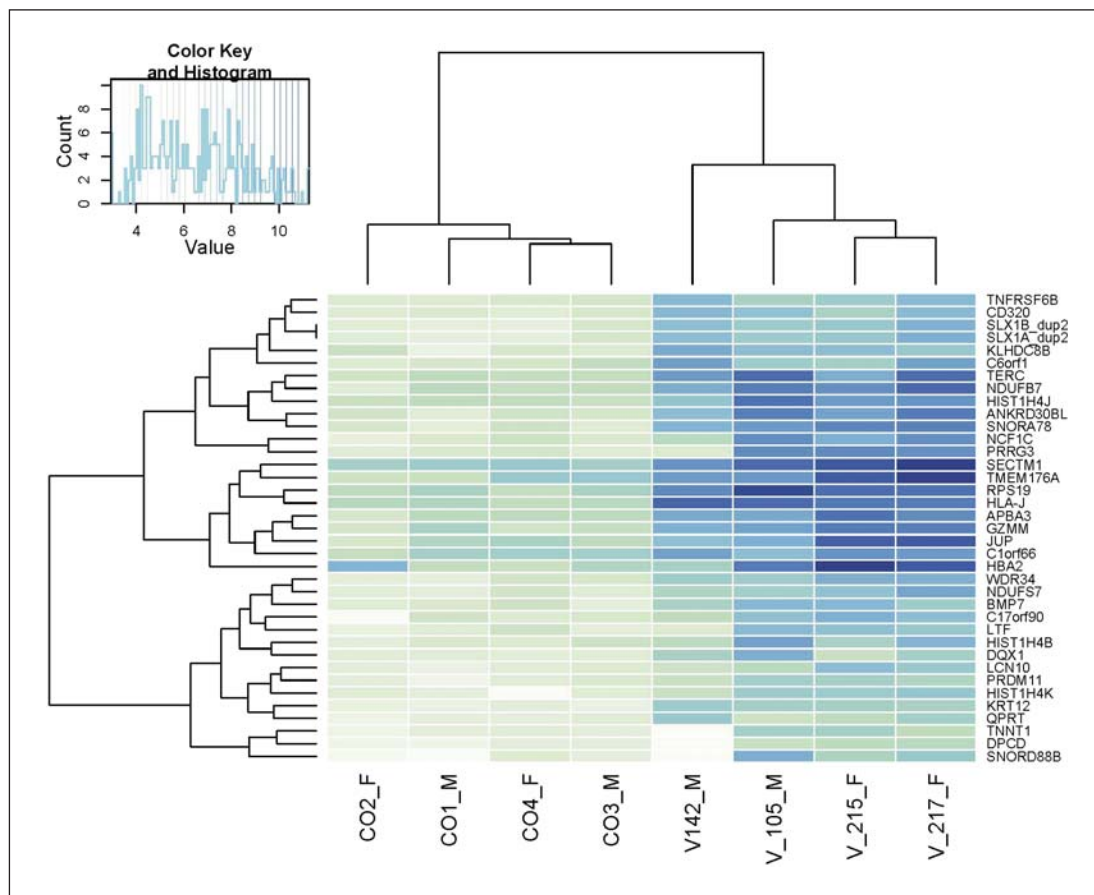 Color Key
and Histogram
Count
0
2
4
6
8
4
6
8
10
Value
TNFRSF6B
CD320
SLX1B_dup2
SLX1A_dup2
KLHDC8B
C6orf1
TERC
NDUFB7
HIST1H4J
ANKRD30BL
SNORA78
NCF1C
PRRG3
SECTM1
TMEM176A
RPS19
HLA-J
APBA3
GZMM
JUP
C1orf66
HBA2
WDR34
NDUFS7
BMP7
C17orf90
LTF
HIST1H4B
DQX1
LCN10
PRDM11
HIST1H4K
KRT12
QPRT
TNNT1
DPCD
SNORD88B
CO2_F
CO1_M
CO4_F
CO3_M
V142_M
V_105_M
V_215_F
V_217_F